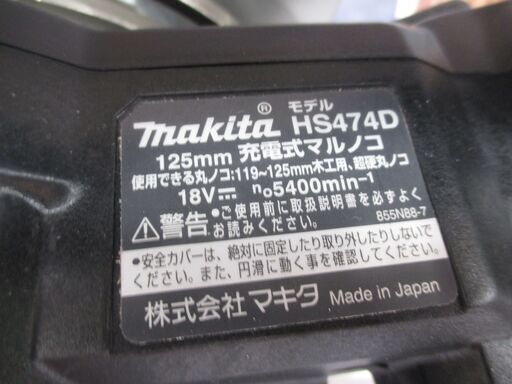 モデル
makita® HS474D
125mm 充電式マルノコ
使用できる丸ノコ:119~125mm木工用、超硬丸ノコ
18V⎓ n₀5400min-1
⚠警告 •ご使用前に取扱説明書を必ずよく
お読みください。
855N88-7
•安全カバーは、絶対に固定したり取り外したりしないで
ください。また、円滑に動く事を確認してください。
株式会社 マキタ Made in Japan